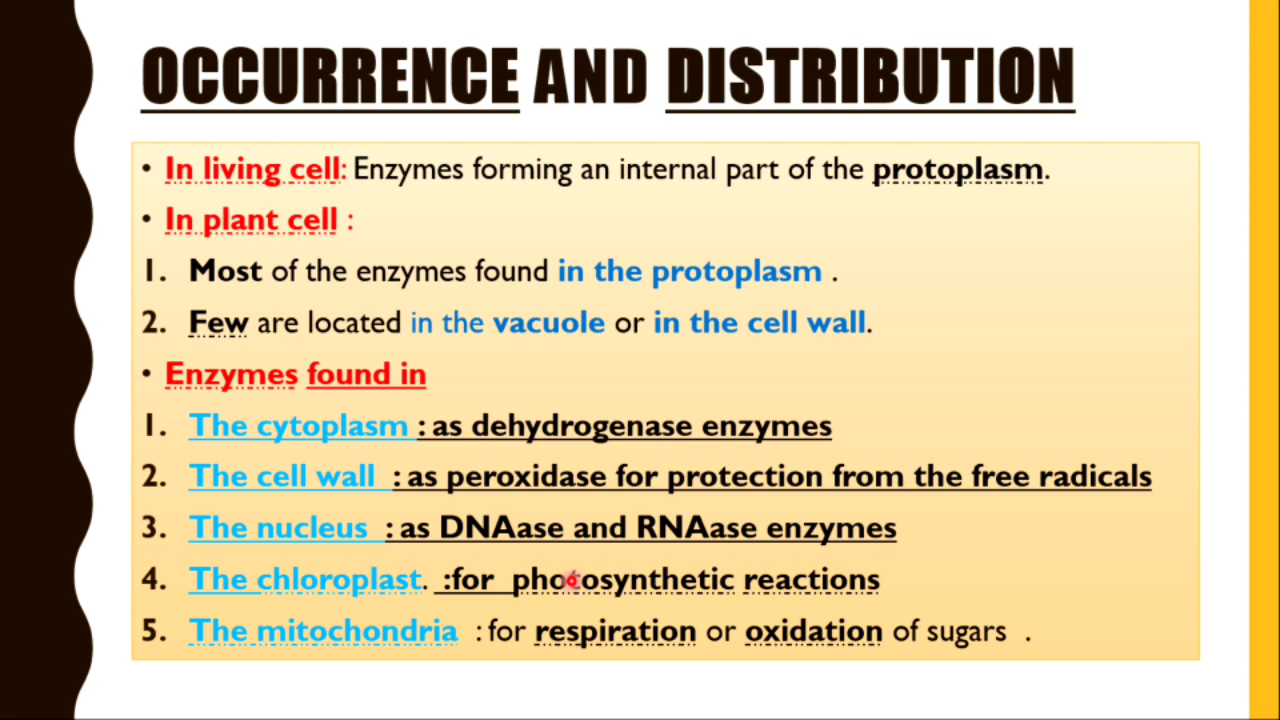 OCCURRENCE AND DISTRIBUTION
• In living cell: Enzymes forming an internal part of the protoplasm.
• In plant cell :
1. Most of the enzymes found in the protoplasm .
2. Few are located in the vacuole or in the cell wall.
• Enzymes found in
1. The cytoplasm : as dehydrogenase enzymes
2. The cell wall : as peroxidase for protection from the free radicals
3. The nucleus : as DNAase and RNAase enzymes
4. The chloroplast. :for photosynthetic reactions
5. The mitochondria : for respiration or oxidation of sugars .